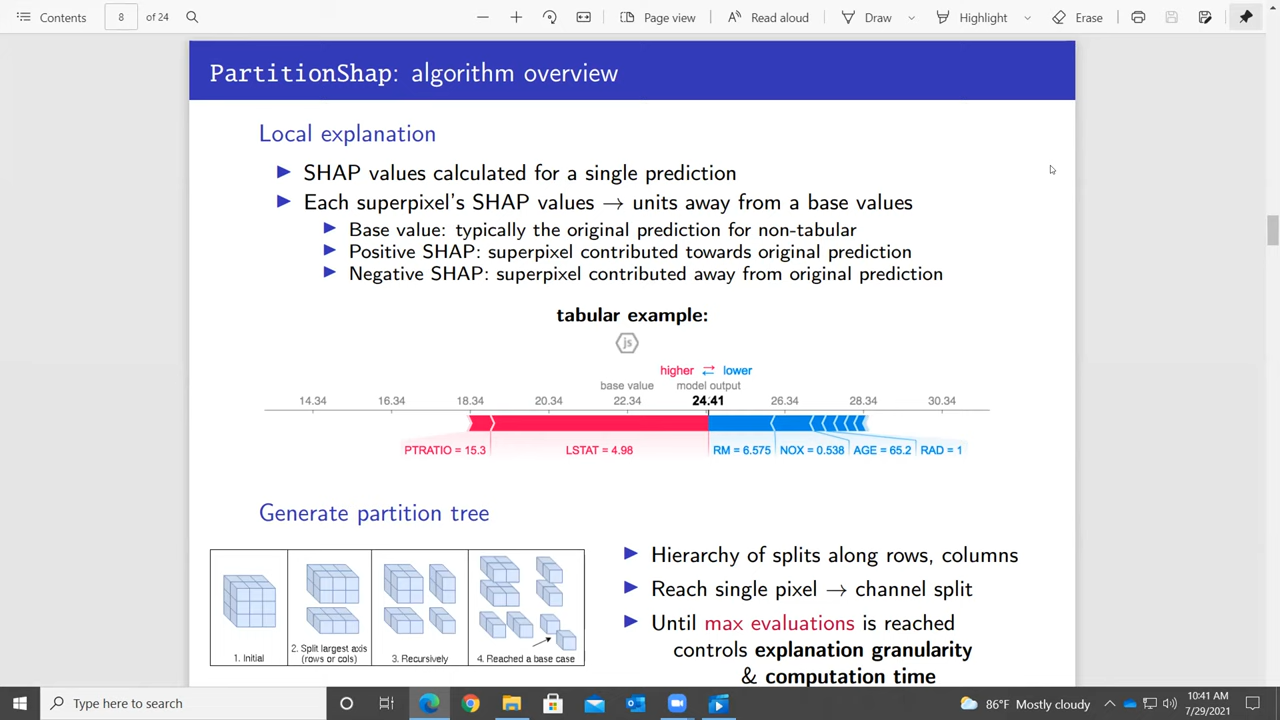 Contents 8 of 24 Page view Read aloud Draw Highlight Erase
PartitionShap: algorithm overview
Local explanation
SHAP values calculated for a single prediction
Each superpixel's SHAP values → units away from a base values
Base value: typically the original prediction for non-tabular
Positive SHAP: superpixel contributed towards original prediction
Negative SHAP: superpixel contributed away from original prediction
tabular example:
js
higher ⇄ lower
base value model output
14.34 16.34 18.34 20.34 22.34 24.41 26.34 28.34 30.34
PTRATIO = 15.3 LSTAT = 4.98 RM = 6.575 NOX = 0.538 AGE = 65.2 RAD = 1
Generate partition tree
1. Initial
2. Split largest axis
(rows or cols)
3. Recursively
4. Reached a base case
Hierarchy of splits along rows, columns
Reach single pixel → channel split
Until max evaluations is reached
controls explanation granularity
& computation time
Type here to search
86°F Mostly cloudy
10:41 AM
7/29/2021